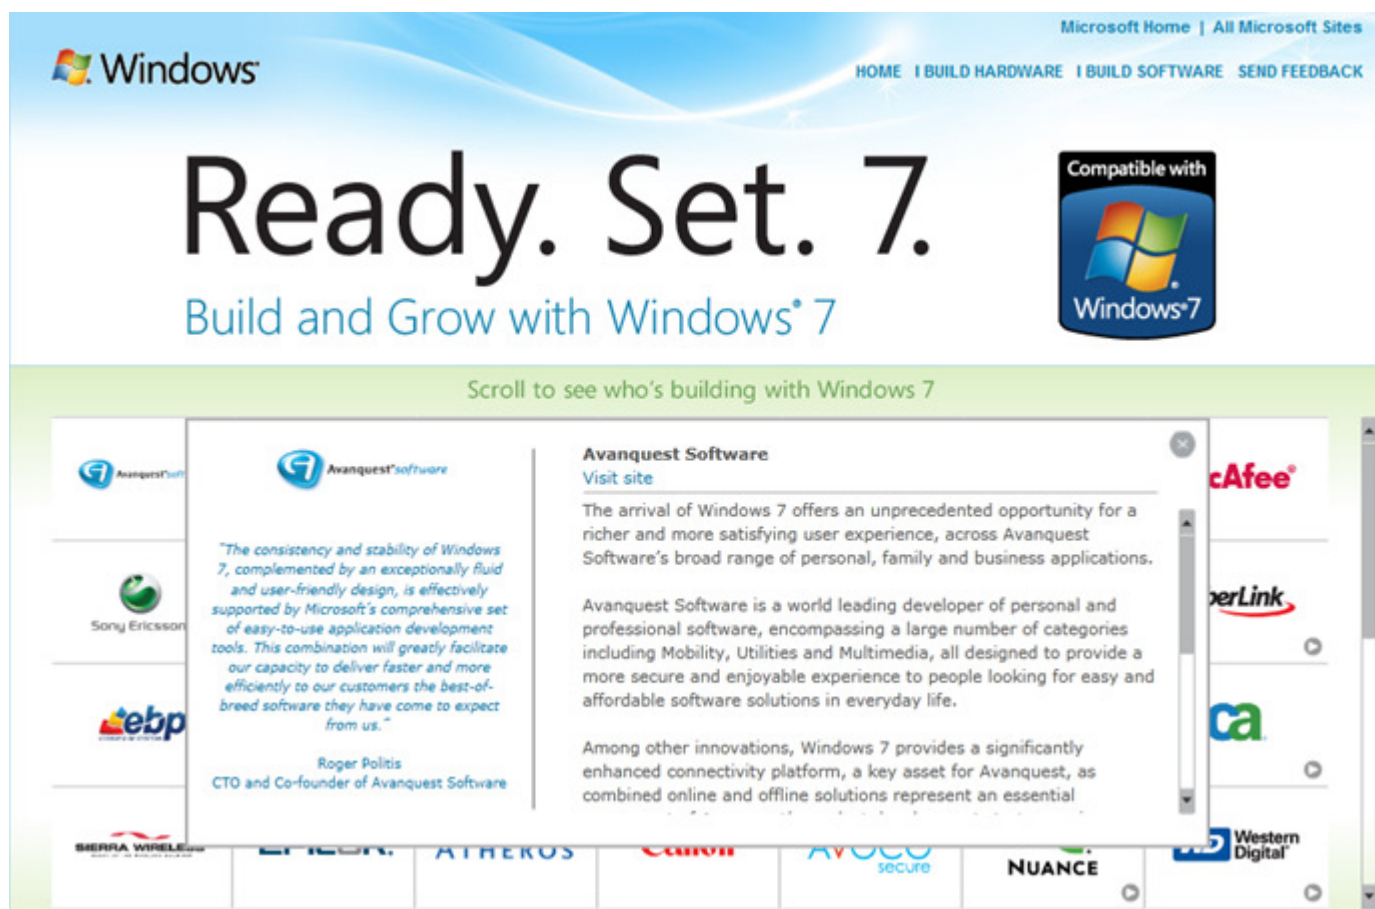 Microsoft Home | All Microsoft Sites
Windows
HOME I BUILD HARDWARE I BUILD SOFTWARE SEND FEEDBACK
Ready. Set. 7.
Build and Grow with Windows® 7
Compatible with
Windows®7
Scroll to see who's building with Windows 7
Avanquest®soft
Sony Ericsson
ebp
SIERRA WIRELESS
Avanquest®software
"The consistency and stability of Windows
7, complemented by an exceptionally fluid
and user-friendly design, is effectively
supported by Microsoft's comprehensive set
of easy-to-use application development
tools. This combination will greatly facilitate
our capacity to deliver faster and more
efficiently to our customers the best-of-
breed software they have come to expect
from us."
Roger Politis
CTO and Co-founder of Avanquest Software
Avanquest Software
Visit site
The arrival of Windows 7 offers an unprecedented opportunity for a
richer and more satisfying user experience, across Avanquest
Software's broad range of personal, family and business applications.
Avanquest Software is a world leading developer of personal and
professional software, encompassing a large number of categories
including Mobility, Utilities and Multimedia, all designed to provide a
more secure and enjoyable experience to people looking for easy and
affordable software solutions in everyday life.
Among other innovations, Windows 7 provides a significantly
enhanced connectivity platform, a key asset for Avanquest, as
combined online and offline solutions represent an essential
cAfee®
perLink
ca
ATHEROS
Canon
AVOCO
secure
NUANCE
Western
Digital®